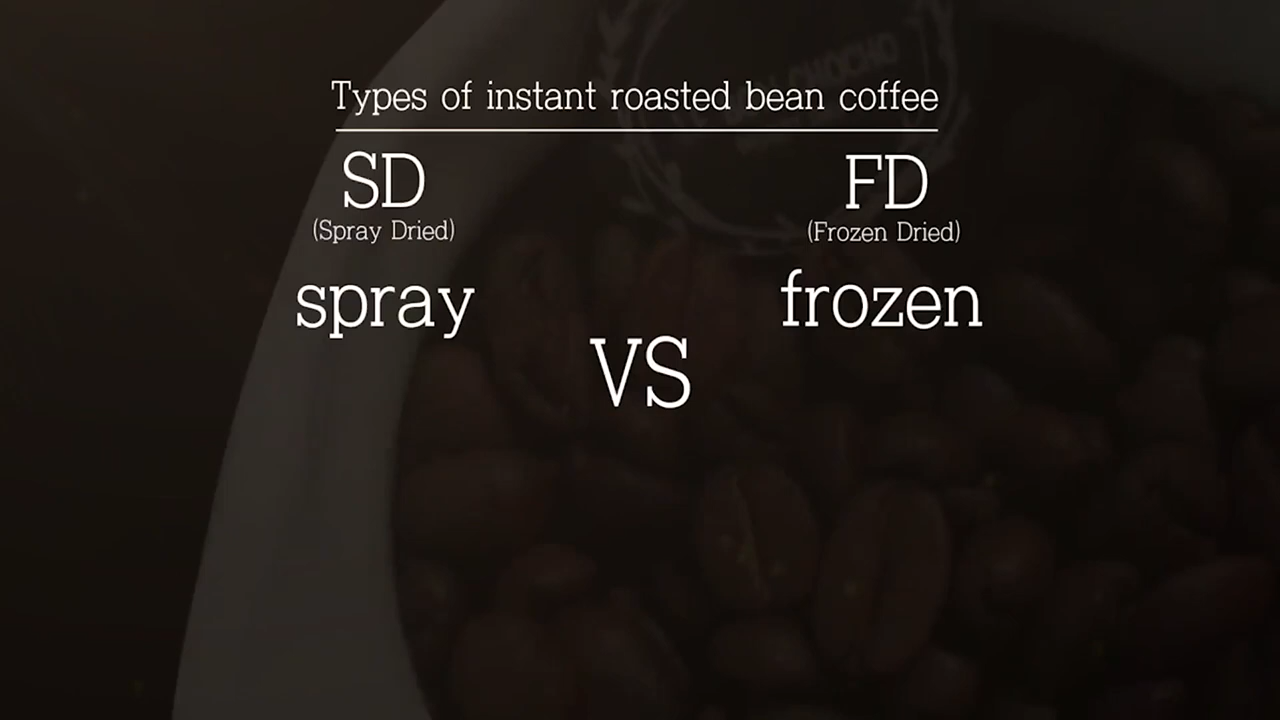 Types of instant roasted bean coffee
SD
(Spray Dried)
spray
VS
FD
(Frozen Dried)
frozen